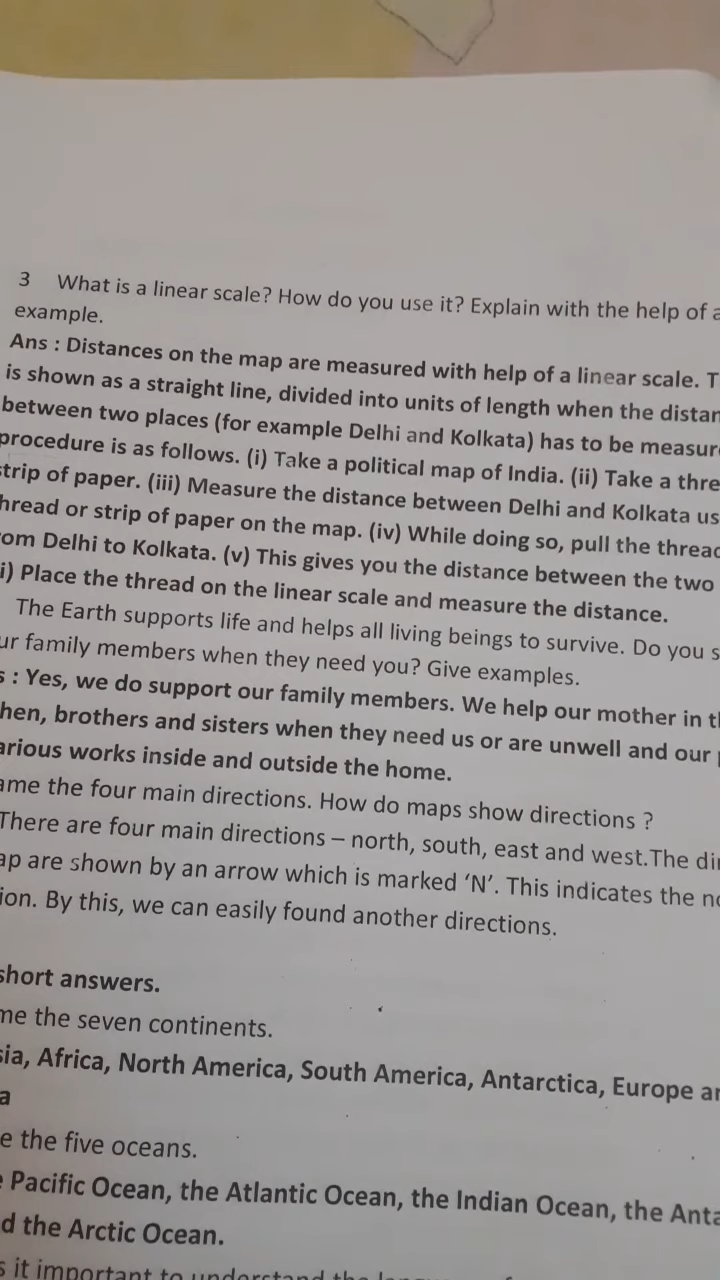 3 What is a linear scale? How do you use it? Explain with the help of a
example.
Ans : Distances on the map are measured with help of a linear scale. T
is shown as a straight line, divided into units of length when the distan
between two places (for example Delhi and Kolkata) has to be measur
procedure is as follows. (i) Take a political map of India. (ii) Take a thre
strip of paper. (iii) Measure the distance between Delhi and Kolkata us
hread or strip of paper on the map. (iv) While doing so, pull the thread
om Delhi to Kolkata. (v) This gives you the distance between the two
i) Place the thread on the linear scale and measure the distance.
The Earth supports life and helps all living beings to survive. Do you s
ur family members when they need you? Give examples.
s : Yes, we do support our family members. We help our mother in th
hen, brothers and sisters when they need us or are unwell and our p
arious works inside and outside the home.
ame the four main directions. How do maps show directions ?
There are four main directions – north, south, east and west.The dir
ap are shown by an arrow which is marked ‘N’. This indicates the no
ion. By this, we can easily found another directions.
short answers.
me the seven continents.
sia, Africa, North America, South America, Antarctica, Europe an
a
e the five oceans.
e Pacific Ocean, the Atlantic Ocean, the Indian Ocean, the Anta
d the Arctic Ocean.
s it important to understand the